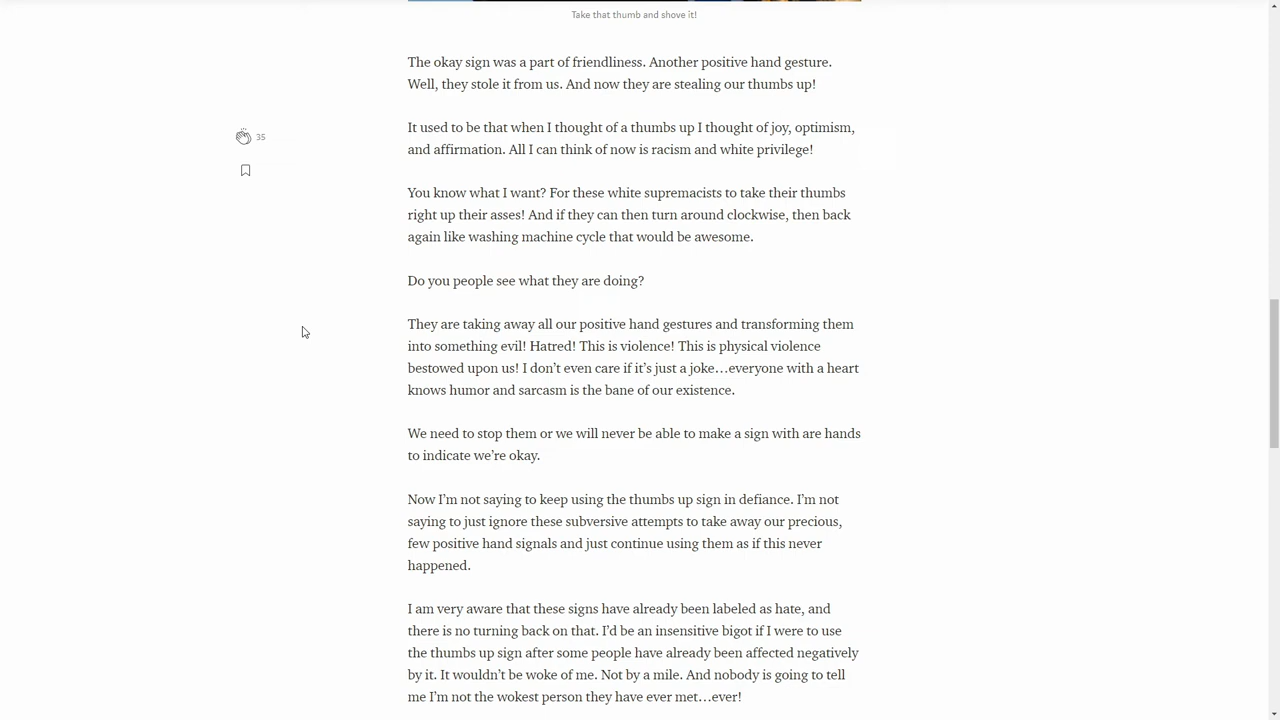 Take that thumb and shove it!
The okay sign was a part of friendliness. Another positive hand gesture.
Well, they stole it from us. And now they are stealing our thumbs up!
35
It used to be that when I thought of a thumbs up I thought of joy, optimism,
and affirmation. All I can think of now is racism and white privilege!
You know what I want? For these white supremacists to take their thumbs
right up their asses! And if they can then turn around clockwise, then back
again like washing machine cycle that would be awesome.
Do you people see what they are doing?
They are taking away all our positive hand gestures and transforming them
into something evil! Hatred! This is violence! This is physical violence
bestowed upon us! I don’t even care if it’s just a joke…everyone with a heart
knows humor and sarcasm is the bane of our existence.
We need to stop them or we will never be able to make a sign with are hands
to indicate we’re okay.
Now I’m not saying to keep using the thumbs up sign in defiance. I’m not
saying to just ignore these subversive attempts to take away our precious,
few positive hand signals and just continue using them as if this never
happened.
I am very aware that these signs have already been labeled as hate, and
there is no turning back on that. I’d be an insensitive bigot if I were to use
the thumbs up sign after some people have already been affected negatively
by it. It wouldn’t be woke of me. Not by a mile. And nobody is going to tell
me I’m not the wokest person they have ever met…ever!